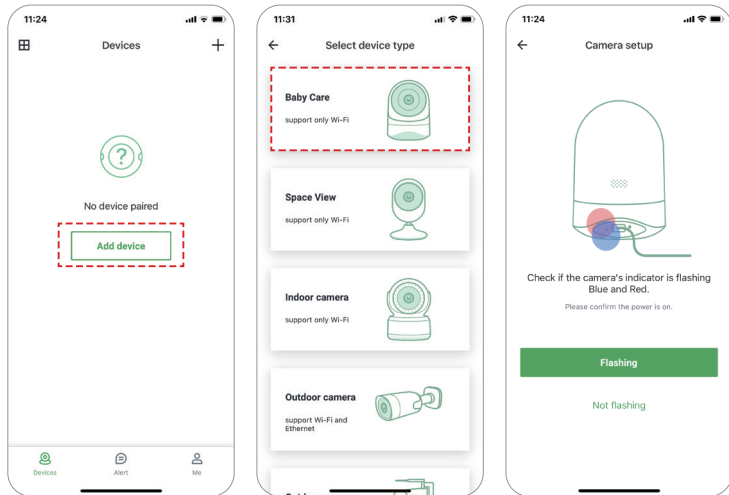 11:24
Devices
No device paired
Add device
Devices
Alert
Me
11:31
Select device type
Baby Care
support only Wi-Fi
Space View
support only Wi-Fi
Indoor camera
support only Wi-Fi
Outdoor camera
support Wi-Fi and
Ethernet
11:24
Camera setup
Check if the camera's indicator is flashing
Blue and Red.
Please confirm the power is on.
Flashing
Not flashing